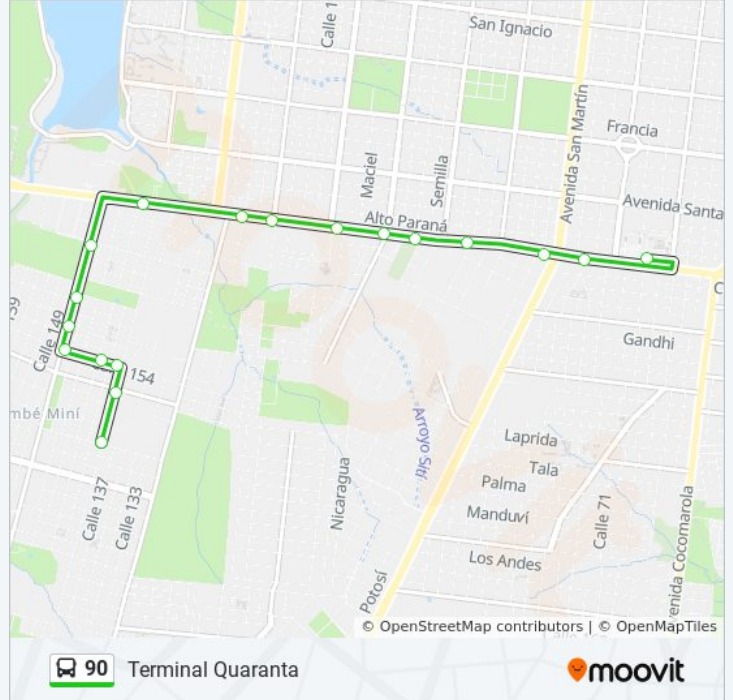 San Ignacio
Calle 1
Avenida San Martín
Francia
Maciel
Semilla
Avenida Santa
Alto Paraná
C
Calle 149
Gandhi
154
mbé Miní
Arroyo Sití
Laprida
Tala
Palma
Nicaragua
Manduví
Calle 71
Calle 137
Calle 133
Los Andes
enida Cocomarola
Potosí
© OpenStreetMap contributors | © OpenMapTiles
90 Terminal Quaranta
moovit